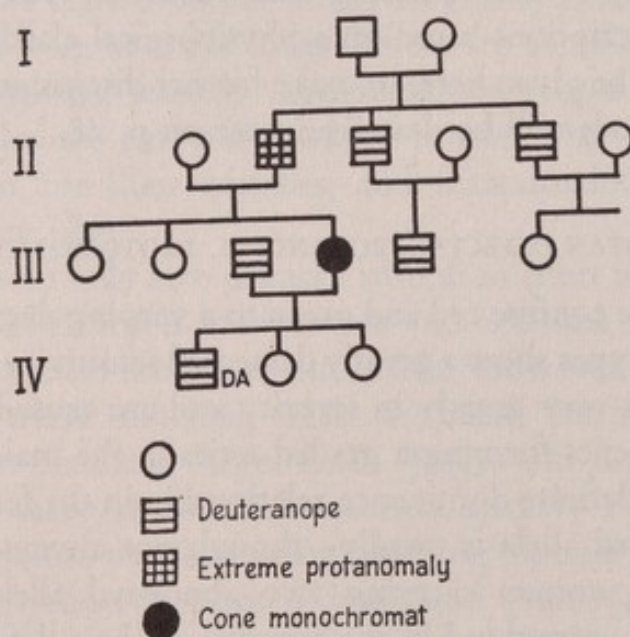 I
II
III
IV
DA
Deuteranope
Extreme protanomaly
Cone monochromat